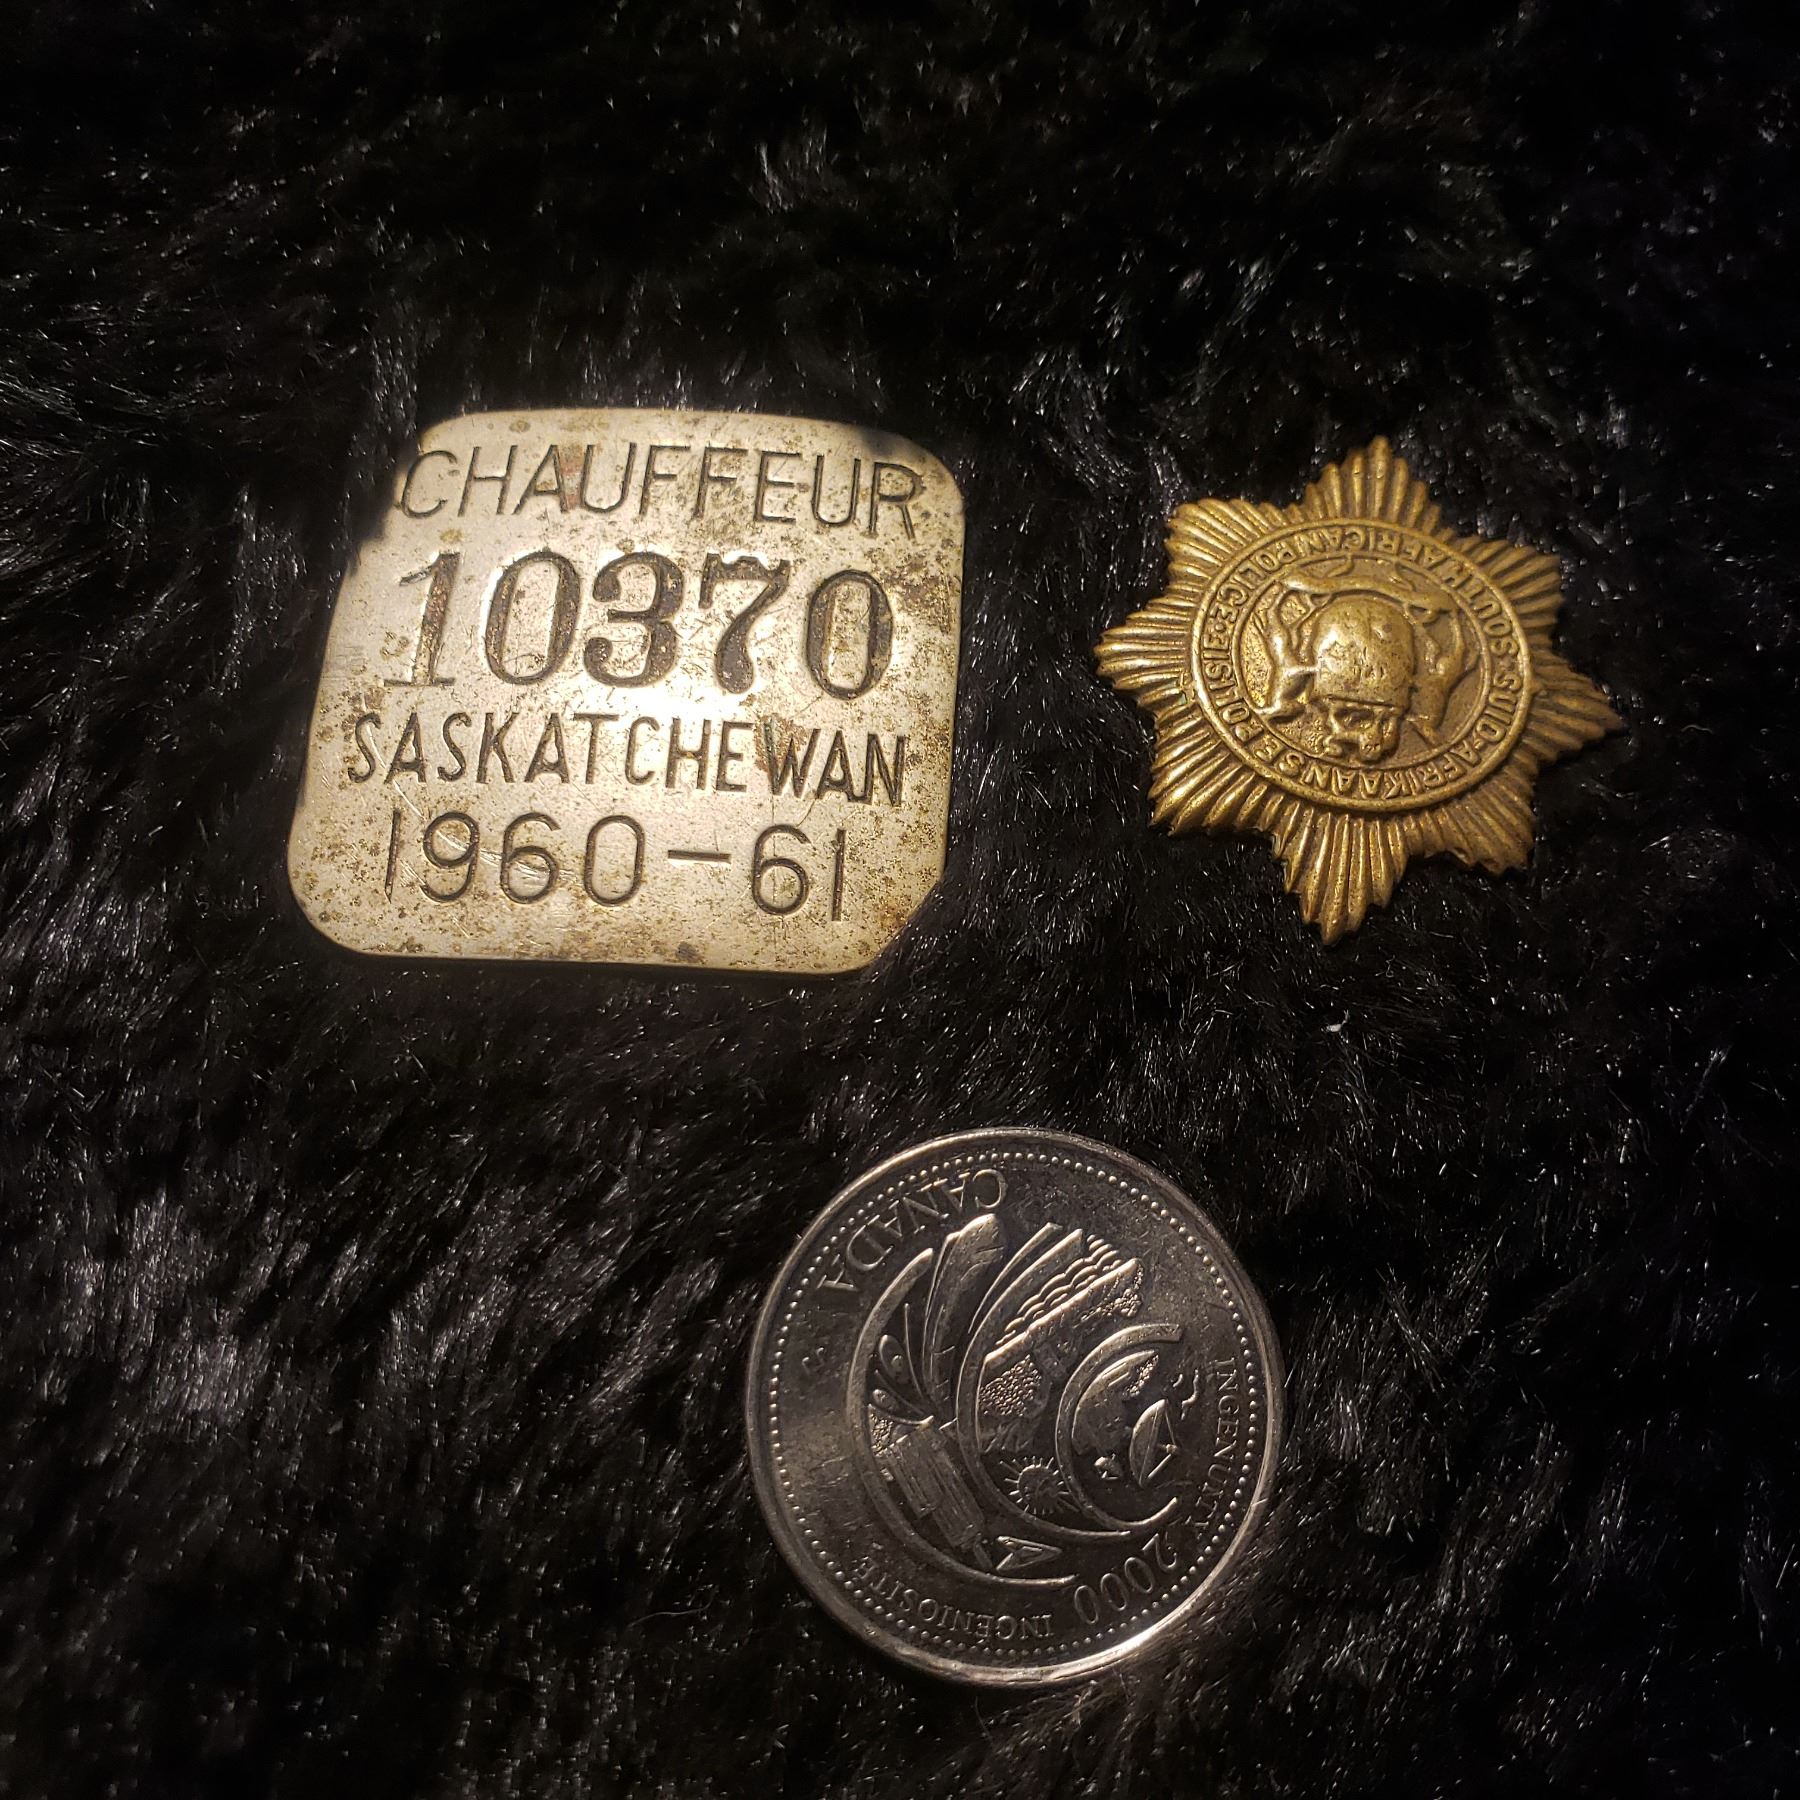 CHAUFFEUR
10370
SASKATCHEWAN
1960-61
SOUTH AFRICAN POLICE
SUID-AFRIKAANSE POLISIE
CANADA
INGENUITY 2000 INGÉNIOSITÉ